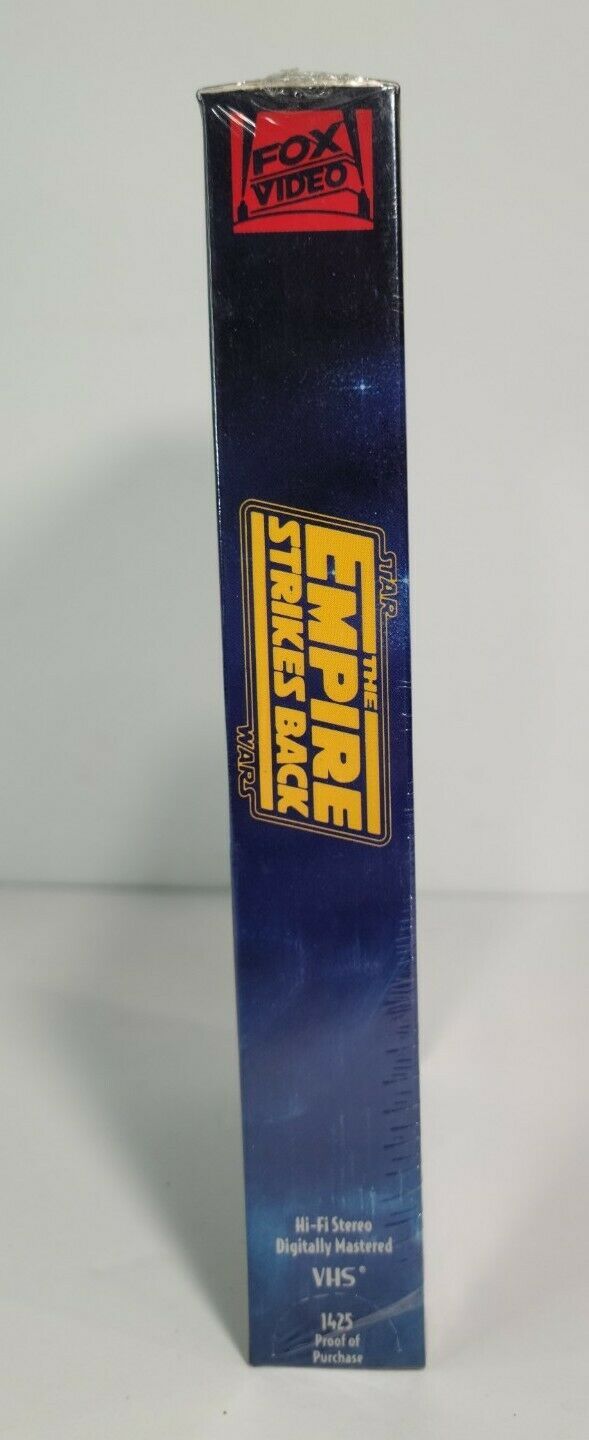 FOX
VIDEO
STAR
THE
EMPIRE
STRIKES BACK
WARS
Hi-Fi Stereo
Digitally Mastered
VHS®
1425
Proof of
Purchase